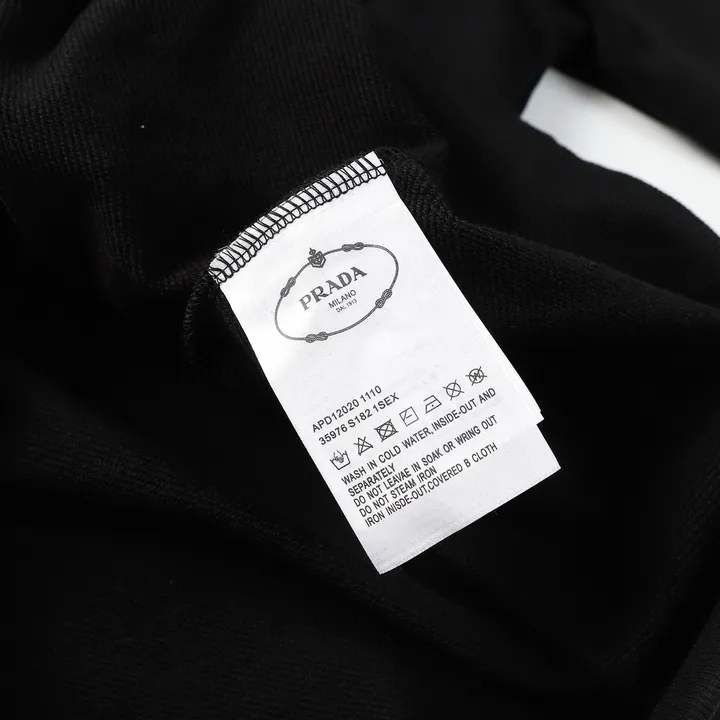 PRADA
MILANO
DAL 1913
APD12020 1110
35976 S182 1SEX
WASH IN COLD WATER, INSIDE-OUT AND
SEPARATELY
DO NOT LEAVAE IN SOAK OR WRING OUT
DO NOT STEAM IRON
IRON INISDE-OUT,COVERED B CLOTH